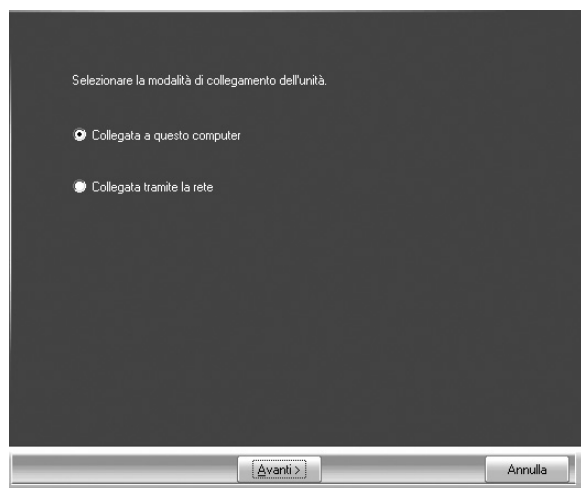 Selezionare la modalità di collegamento dell'unità.
Collegata a questo computer
Collegata tramite la rete
Avanti >
Annulla